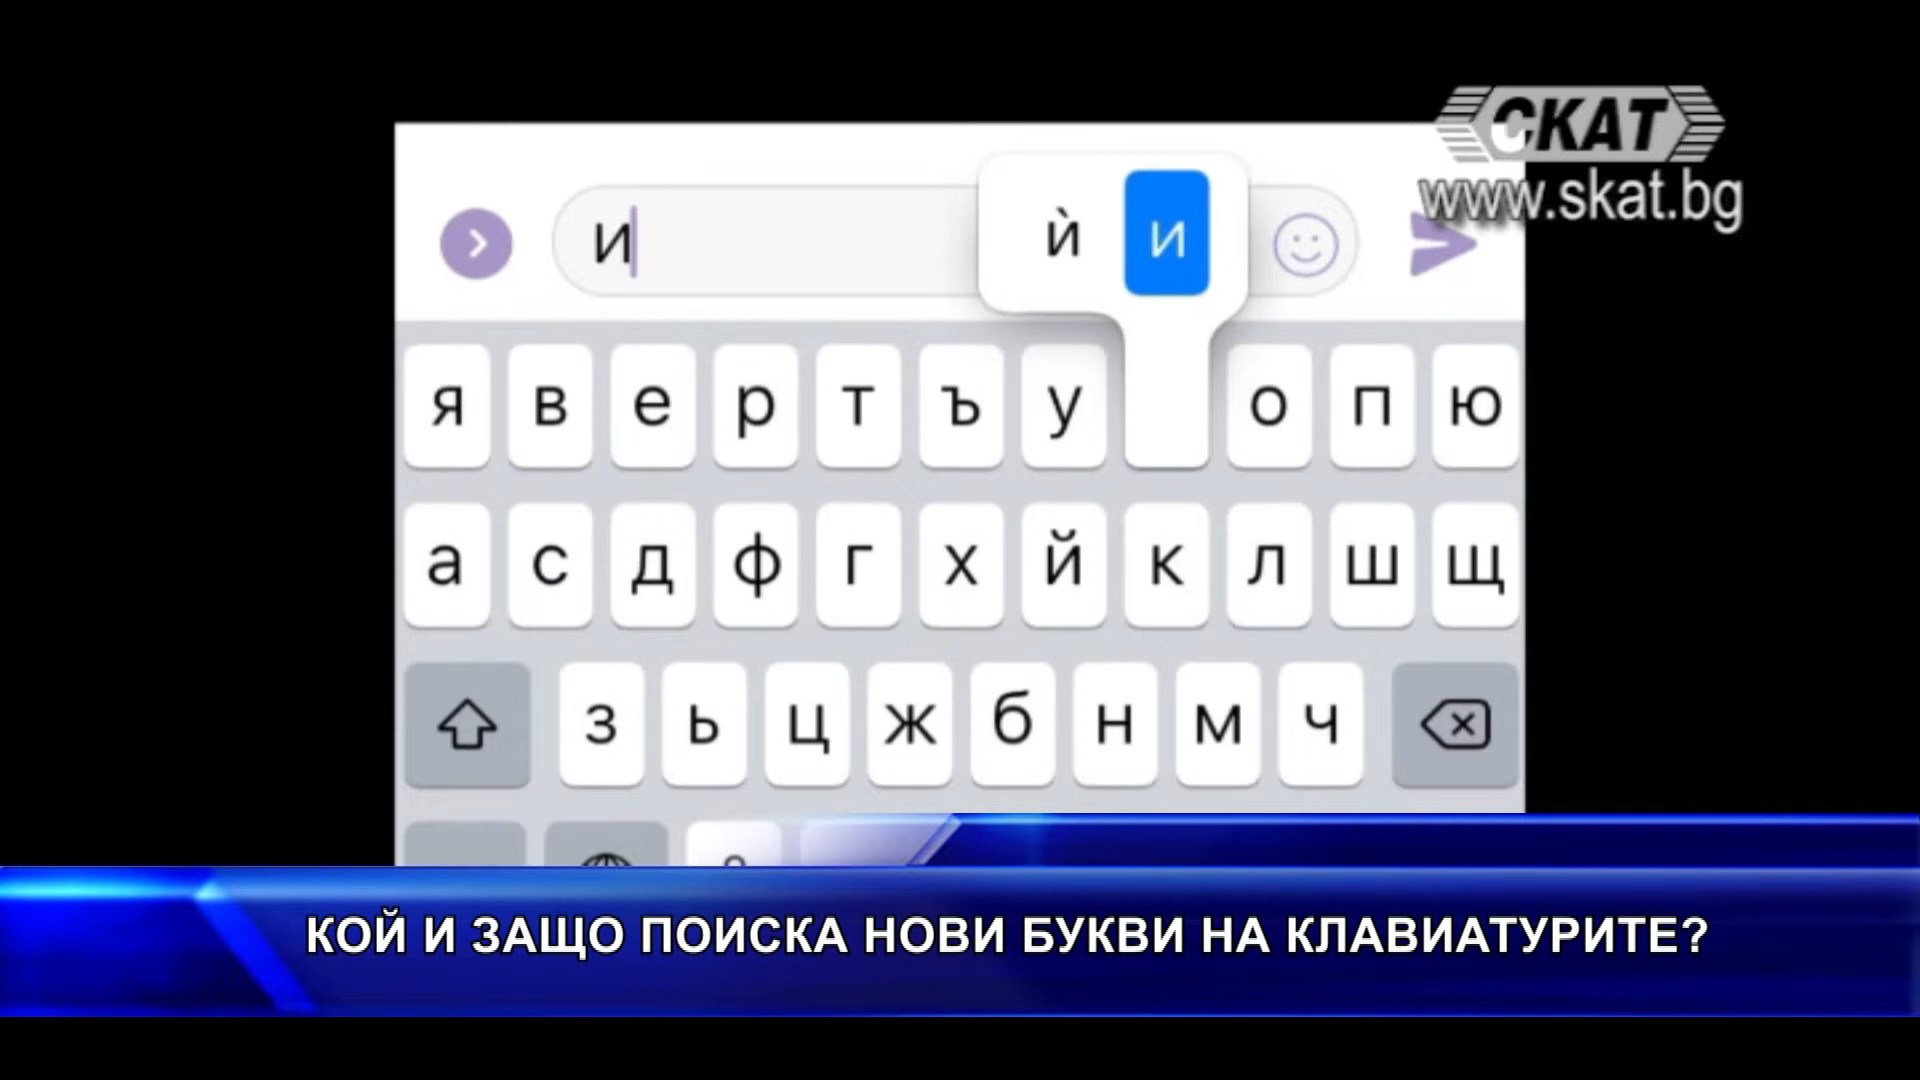 СКАТ
www.skat.bg
И
ѝ и
я в е р т ъ у о п ю
а с д ф г х й к л ш щ
з ь ц ж б н м ч
КОЙ И ЗАЩО ПОИСКА НОВИ БУКВИ НА КЛАВИАТУРИТЕ?